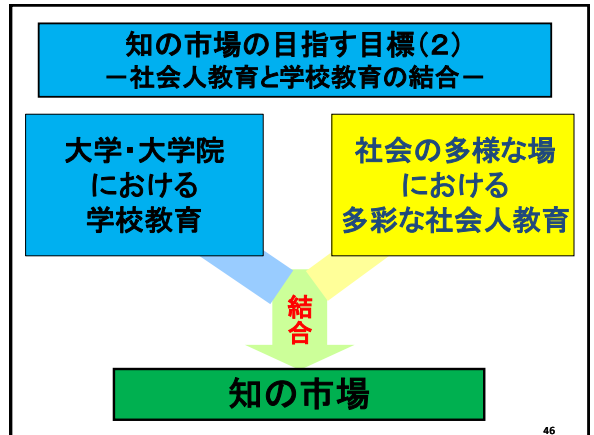 知の市場の目指す目標(2)
－社会人教育と学校教育の結合－
大学・大学院
における
学校教育
社会の多様な場
における
多彩な社会人教育
結
合
知の市場
46